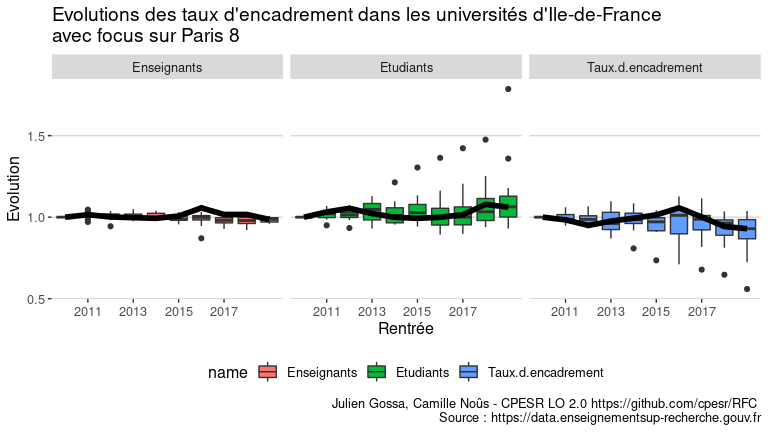 Evolutions des taux d'encadrement dans les universités d'Ile-de-France
avec focus sur Paris 8
Enseignants Etudiants Taux.d.encadrement
Evolution
1.5
1.0
0.5
2011 2013 2015 2017 2011 2013 2015 2017 2011 2013 2015 2017
Rentrée
name Enseignants Etudiants Taux.d.encadrement
Julien Gossa, Camille Noûs - CPESR LO 2.0 https://github.com/cpesr/RFC
Source : https://data.enseignementsup-recherche.gouv.fr